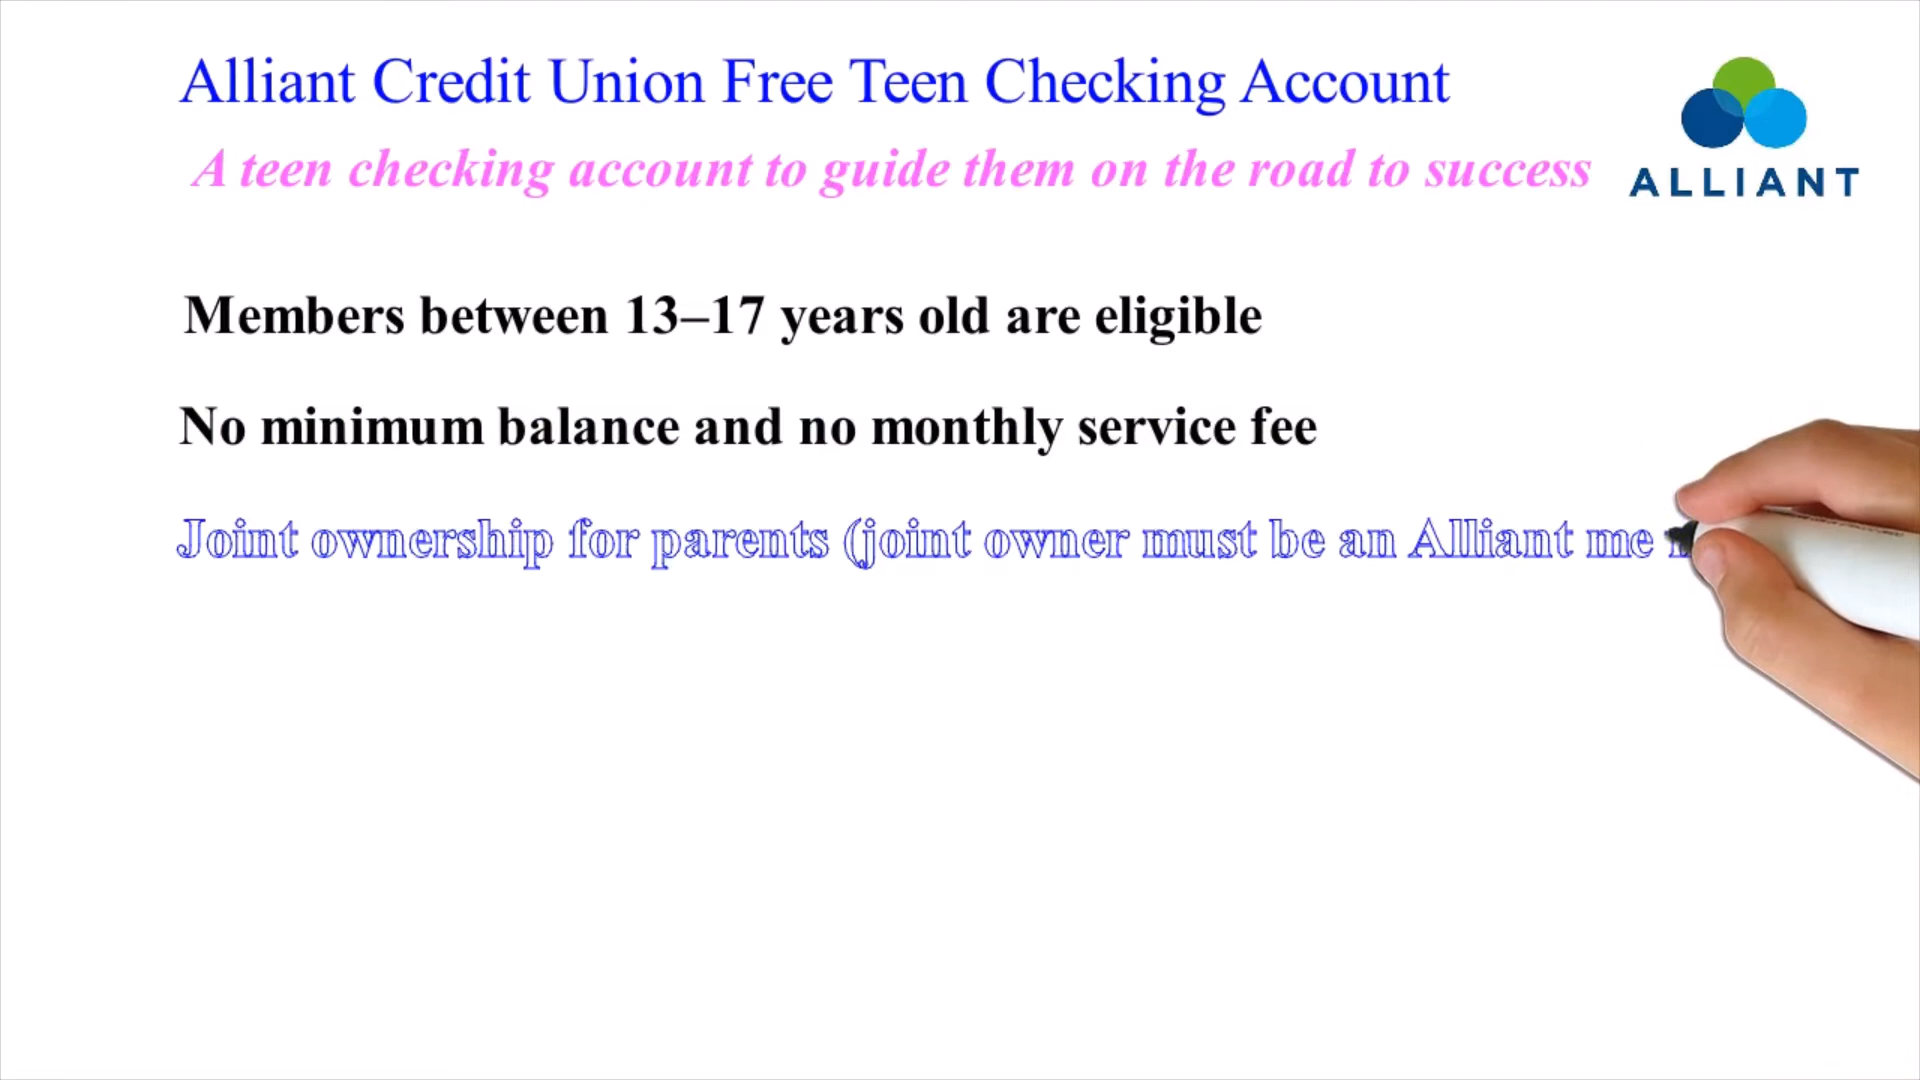 Alliant Credit Union Free Teen Checking Account
A teen checking account to guide them on the road to success
ALLIANT
Members between 13–17 years old are eligible
No minimum balance and no monthly service fee
Joint ownership for parents (joint owner must be an Alliant me